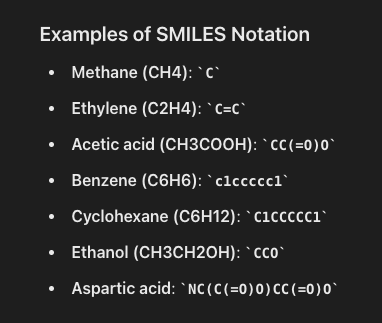 Examples of SMILES Notation
• Methane (CH4): `C`
• Ethylene (C2H4): `C=C`
• Acetic acid (CH3COOH): `CC(=O)O`
• Benzene (C6H6): `c1ccccc1`
• Cyclohexane (C6H12): `C1CCCCC1`
• Ethanol (CH3CH2OH): `CCO`
• Aspartic acid: `NC(C(=O)O)CC(=O)O`